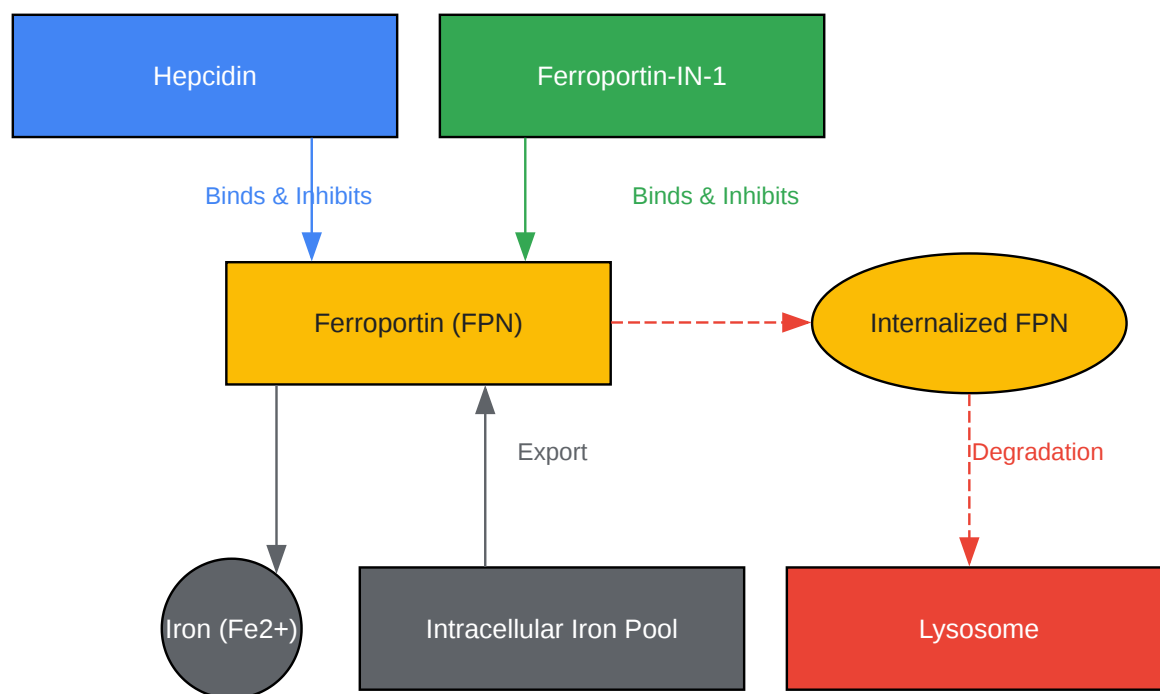 Hepcidin
Ferroportin-IN-1
Binds & Inhibits
Binds & Inhibits
Ferroportin (FPN)
Internalized FPN
Export
Degradation
Iron (Fe2+)
Intracellular Iron Pool
Lysosome